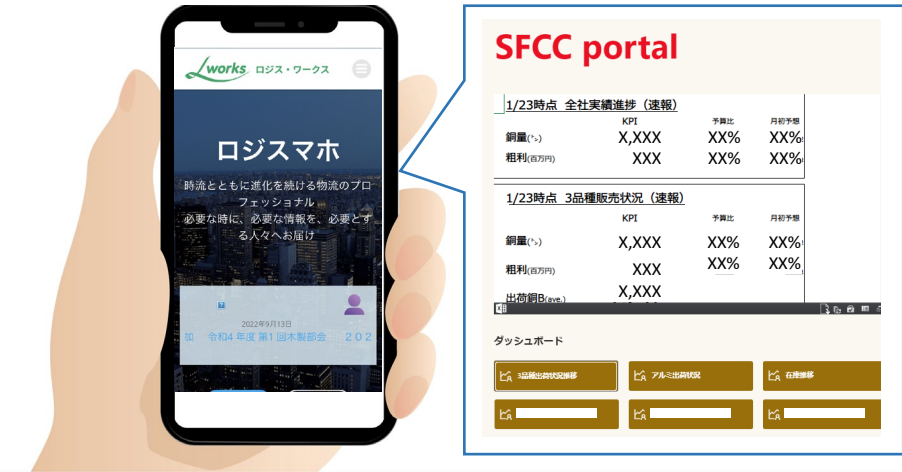 Lworks ロジス・ワークス
ロジスマホ
時流とともに進化を続ける物流のプロ
フェッショナル
必要な時に、必要な情報を、必要とす
る人々へお届け
2022年9月13日
令和4 年度 第1 回木製部会 202
SFCC portal
1/23時点 全社実績進捗（速報）
KPI 予算比 月初予想
銅量(㌧) X,XXX XX% XX%
粗利(百万円) XXX XX% XX%
1/23時点 3品種販売状況（速報）
KPI 予算比 月初予想
銅量(㌧) X,XXX XX% XX%
粗利(百万円) XXX XX% XX%
出荷銅B(ave.) X,XXX
ダッシュボード
3品種出荷状況推移 アルミ出荷状況 在庫推移